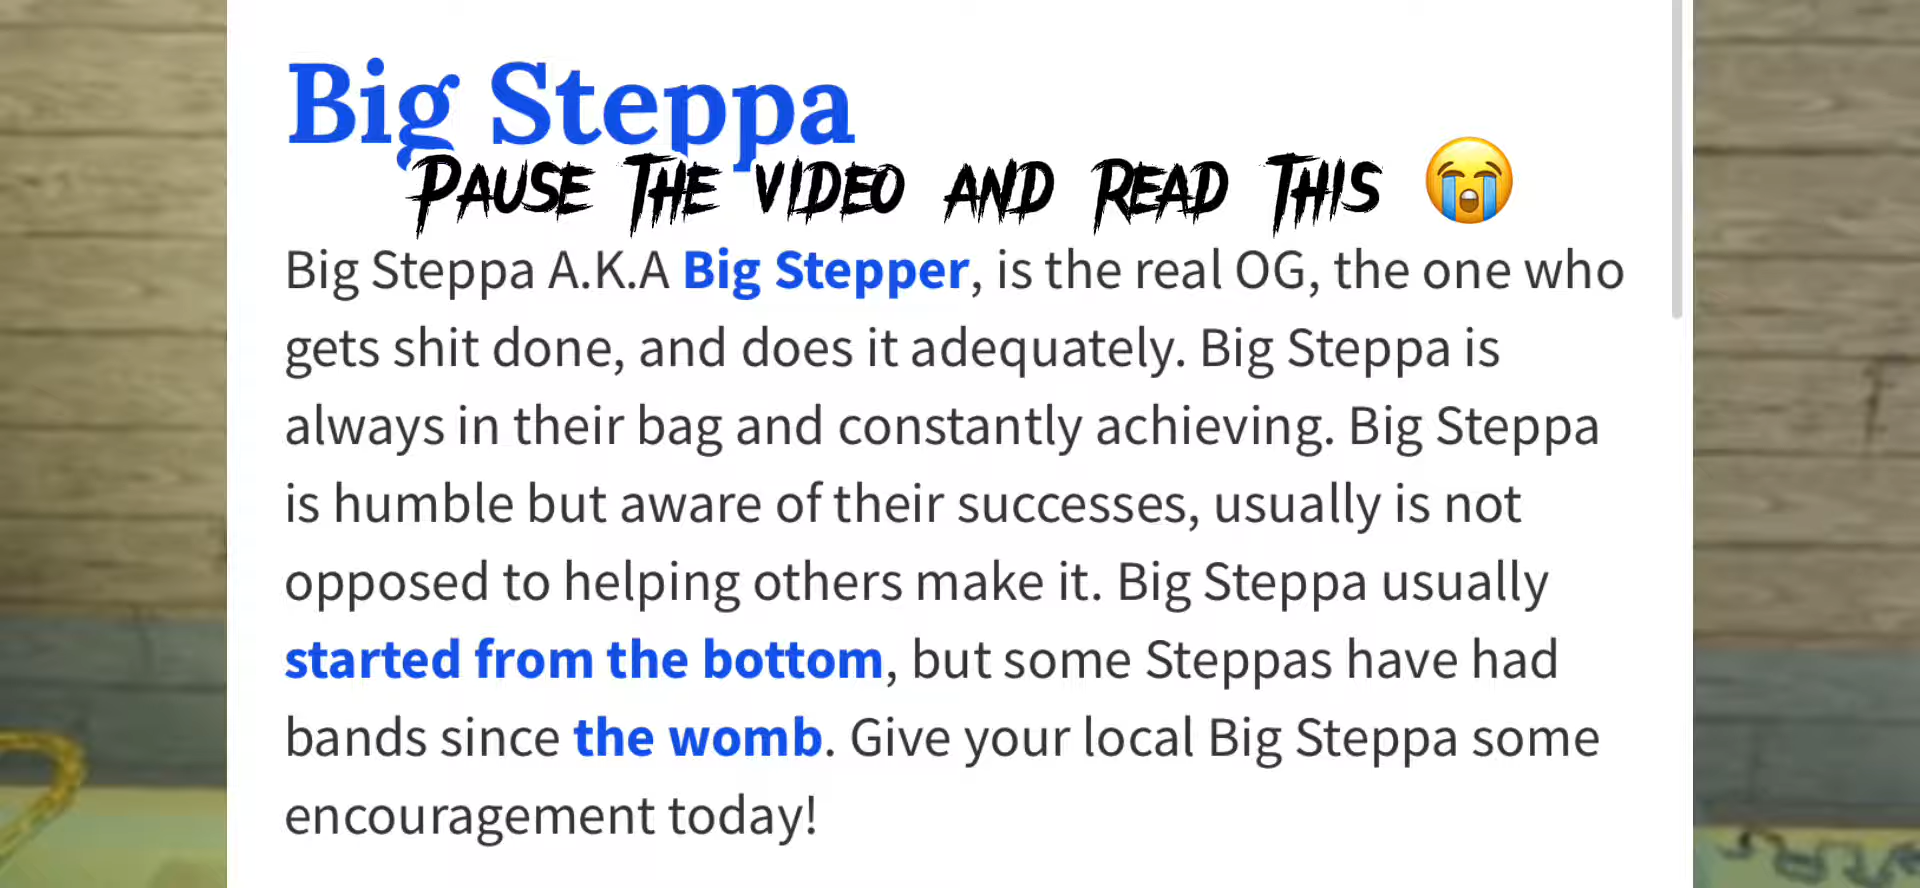 Big Steppa
PAUSE THE VIDEO AND READ THIS 😭
Big Steppa A.K.A Big Stepper, is the real OG, the one who
gets shit done, and does it adequately. Big Steppa is
always in their bag and constantly achieving. Big Steppa
is humble but aware of their successes, usually is not
opposed to helping others make it. Big Steppa usually
started from the bottom, but some Steppas have had
bands since the womb. Give your local Big Steppa some
encouragement today!